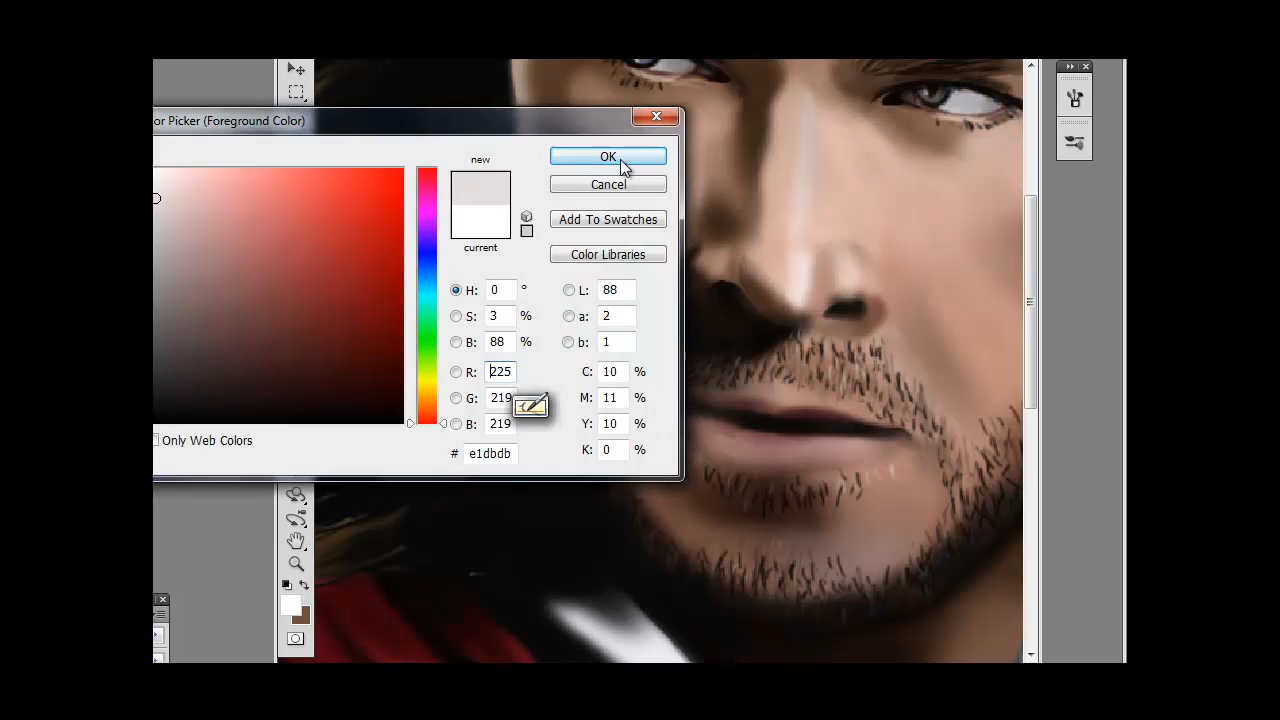 or Picker (Foreground Color)
new
current
OK
Cancel
Add To Swatches
Color Libraries
H: 0 °
S: 3 %
B: 88 %
R: 225
G: 219
B: 219
# e1dbdb
L: 88
a: 2
b: 1
C: 10 %
M: 11 %
Y: 10 %
K: 0 %
Only Web Colors